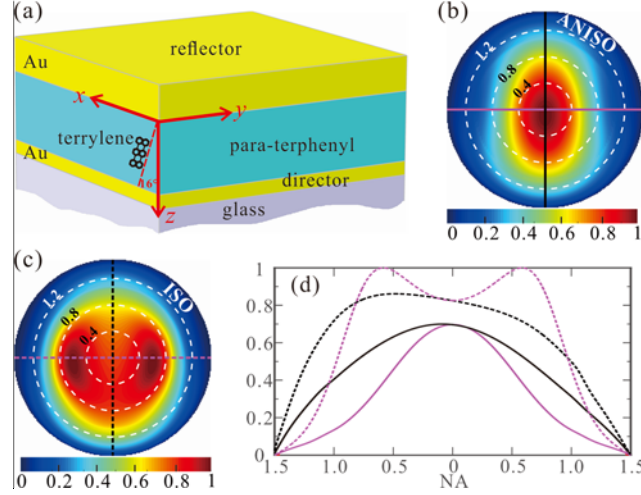 (a)
reflector
Au
x
y
terrylene
para-terphenyl
Au
16°
director
glass
z
(b)
ANISO
1.2
0.8
0.4
0 0.2 0.4 0.6 0.8 1
(c)
ISO
1.2
0.8
0.4
0 0.2 0.4 0.6 0.8 1
(d)
1
0.8
0.6
0.4
0.2
0
1.5 1.0 0.5 0 0.5 1.0 1.5
NA